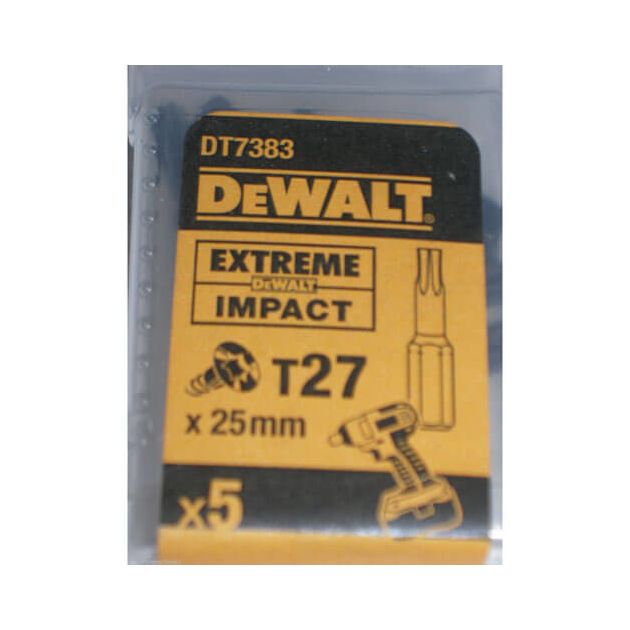 DT7383
DEWALT®
EXTREME
DEWALT
IMPACT
T27
x 25mm
x5